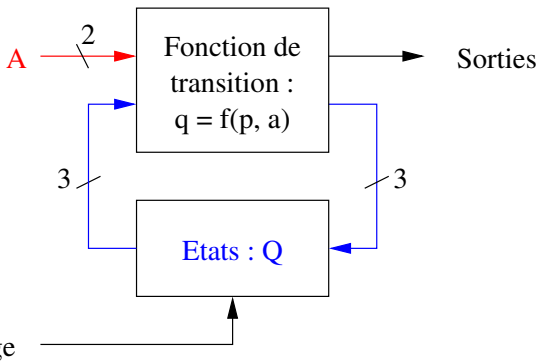 A
2
Fonction de
transition :
q = f(p, a)
Sorties
3
3
Etats : Q